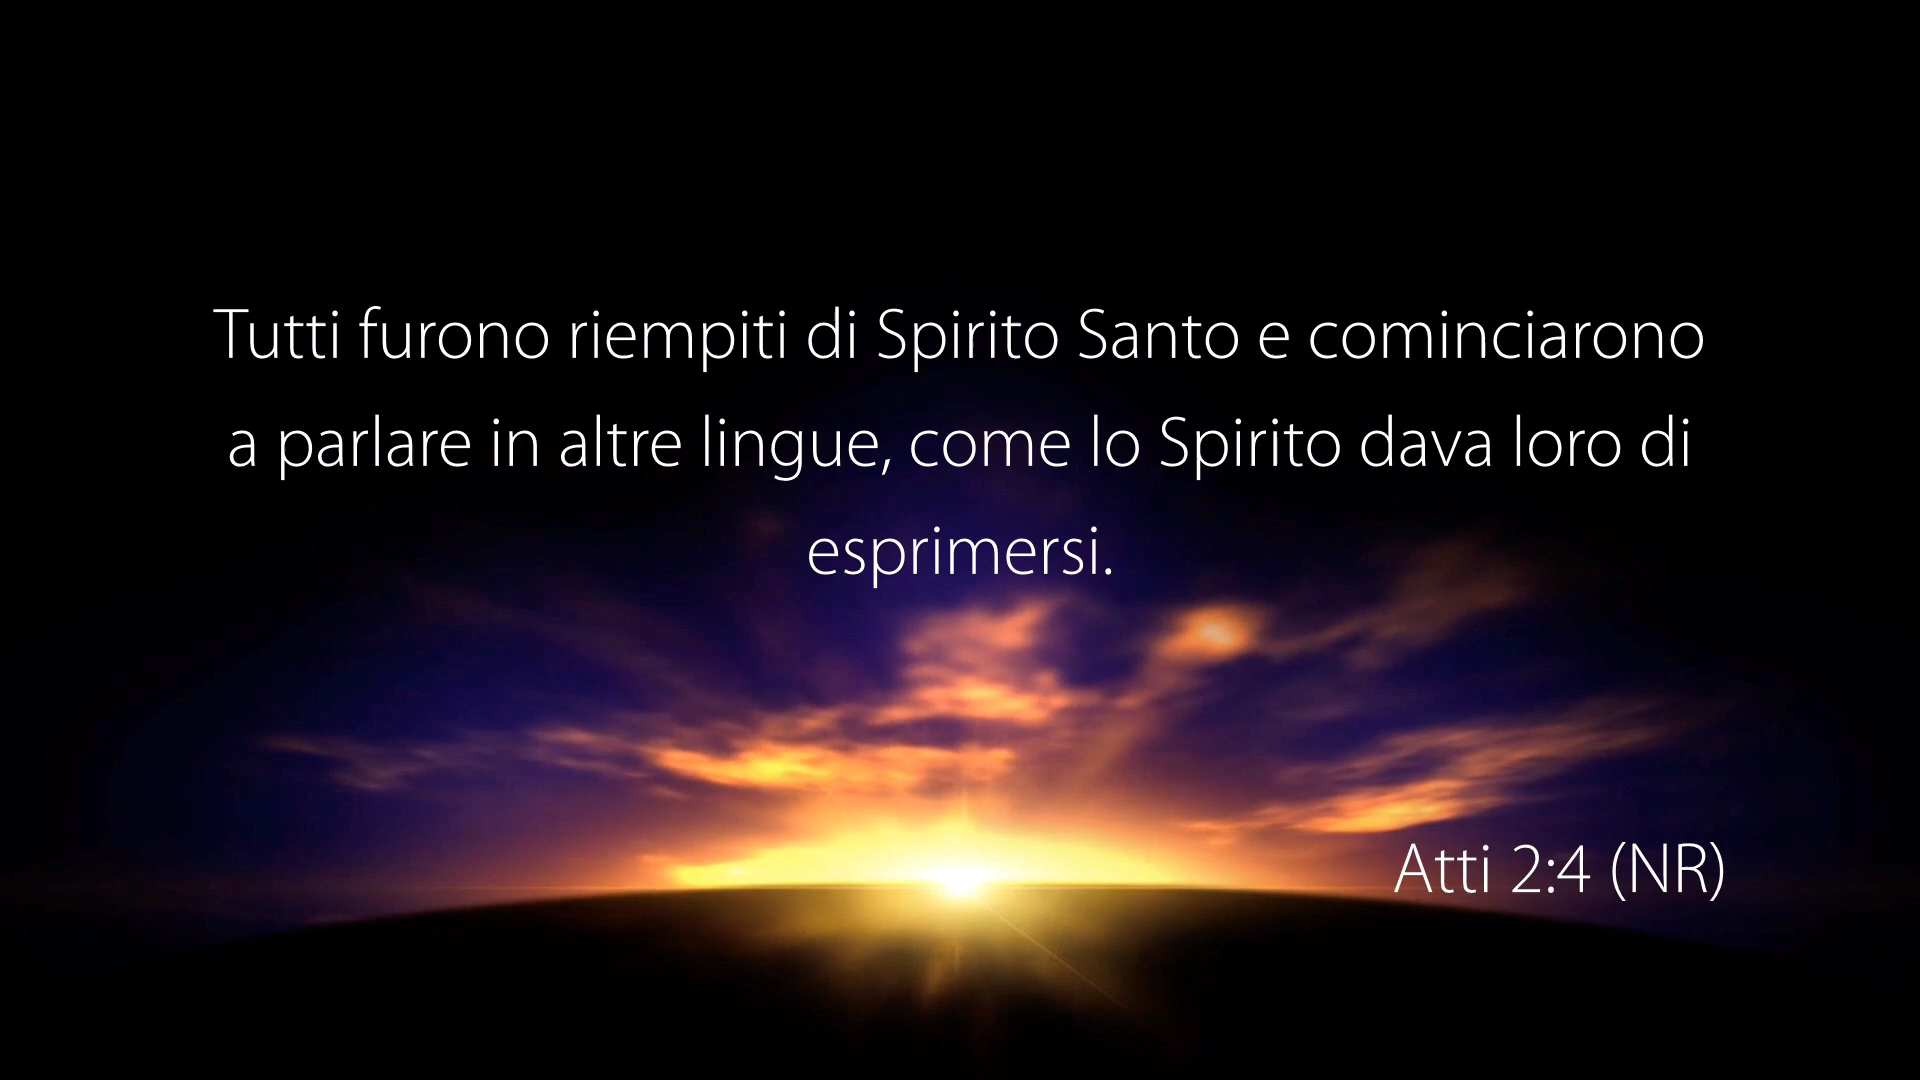 Tutti furono riempiti di Spirito Santo e cominciarono
a parlare in altre lingue, come lo Spirito dava loro di
esprimersi.
Atti 2:4 (NR)